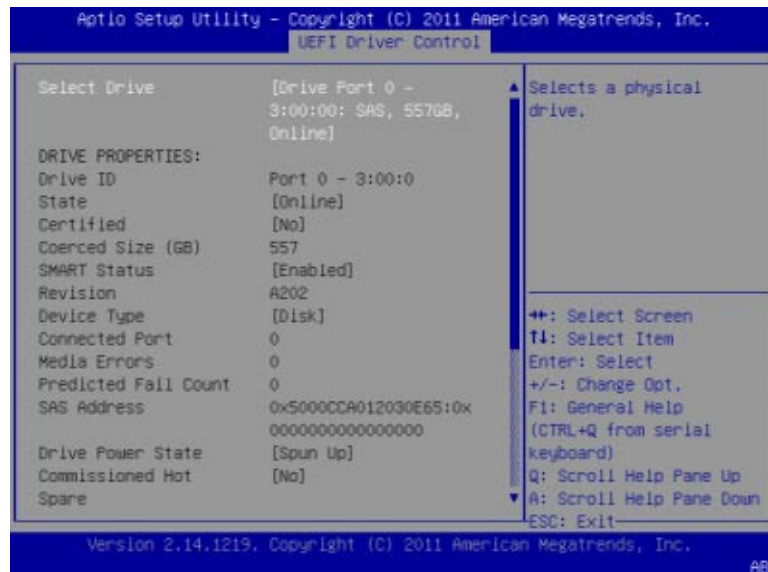 Aptio Setup Utility – Copyright (C) 2011 American Megatrends, Inc.
UEFI Driver Control
Select Drive [Drive Port 0 -
3:00:00: SAS, 557GB,
Online]
DRIVE PROPERTIES:
Drive ID Port 0 - 3:00:0
State [Online]
Certified [No]
Coerced Size (GB) 557
SMART Status [Enabled]
Revision A202
Device Type [Disk]
Connected Port 0
Media Errors 0
Predicted Fail Count 0
SAS Address 0x5000CCA012030E65:0x
0000000000000000
Drive Power State [Spun Up]
Commissioned Hot [No]
Spare
Selects a physical
drive.
→←: Select Screen
↑↓: Select Item
Enter: Select
+/-: Change Opt.
F1: General Help
(CTRL+Q from serial
keyboard)
Q: Scroll Help Pane Up
A: Scroll Help Pane Down
ESC: Exit
Version 2.14.1219. Copyright (C) 2011 American Megatrends, Inc.
AB